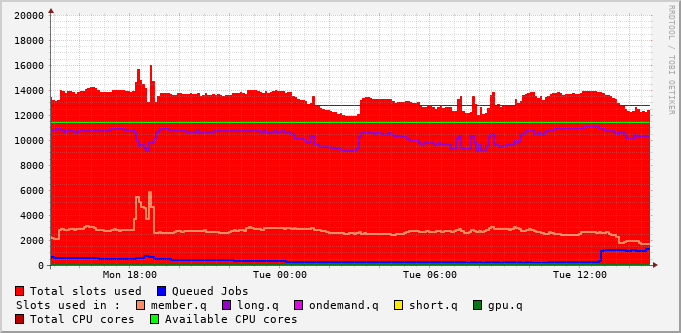 20000
18000
16000
14000
12000
10000
8000
6000
4000
2000
0
Mon 18:00 Tue 00:00 Tue 06:00 Tue 12:00
RRDTOOL / TOBI OETIKER
Total slots used Queued Jobs
Slots used in : member.q long.q ondemand.q short.q gpu.q
Total CPU cores Available CPU cores